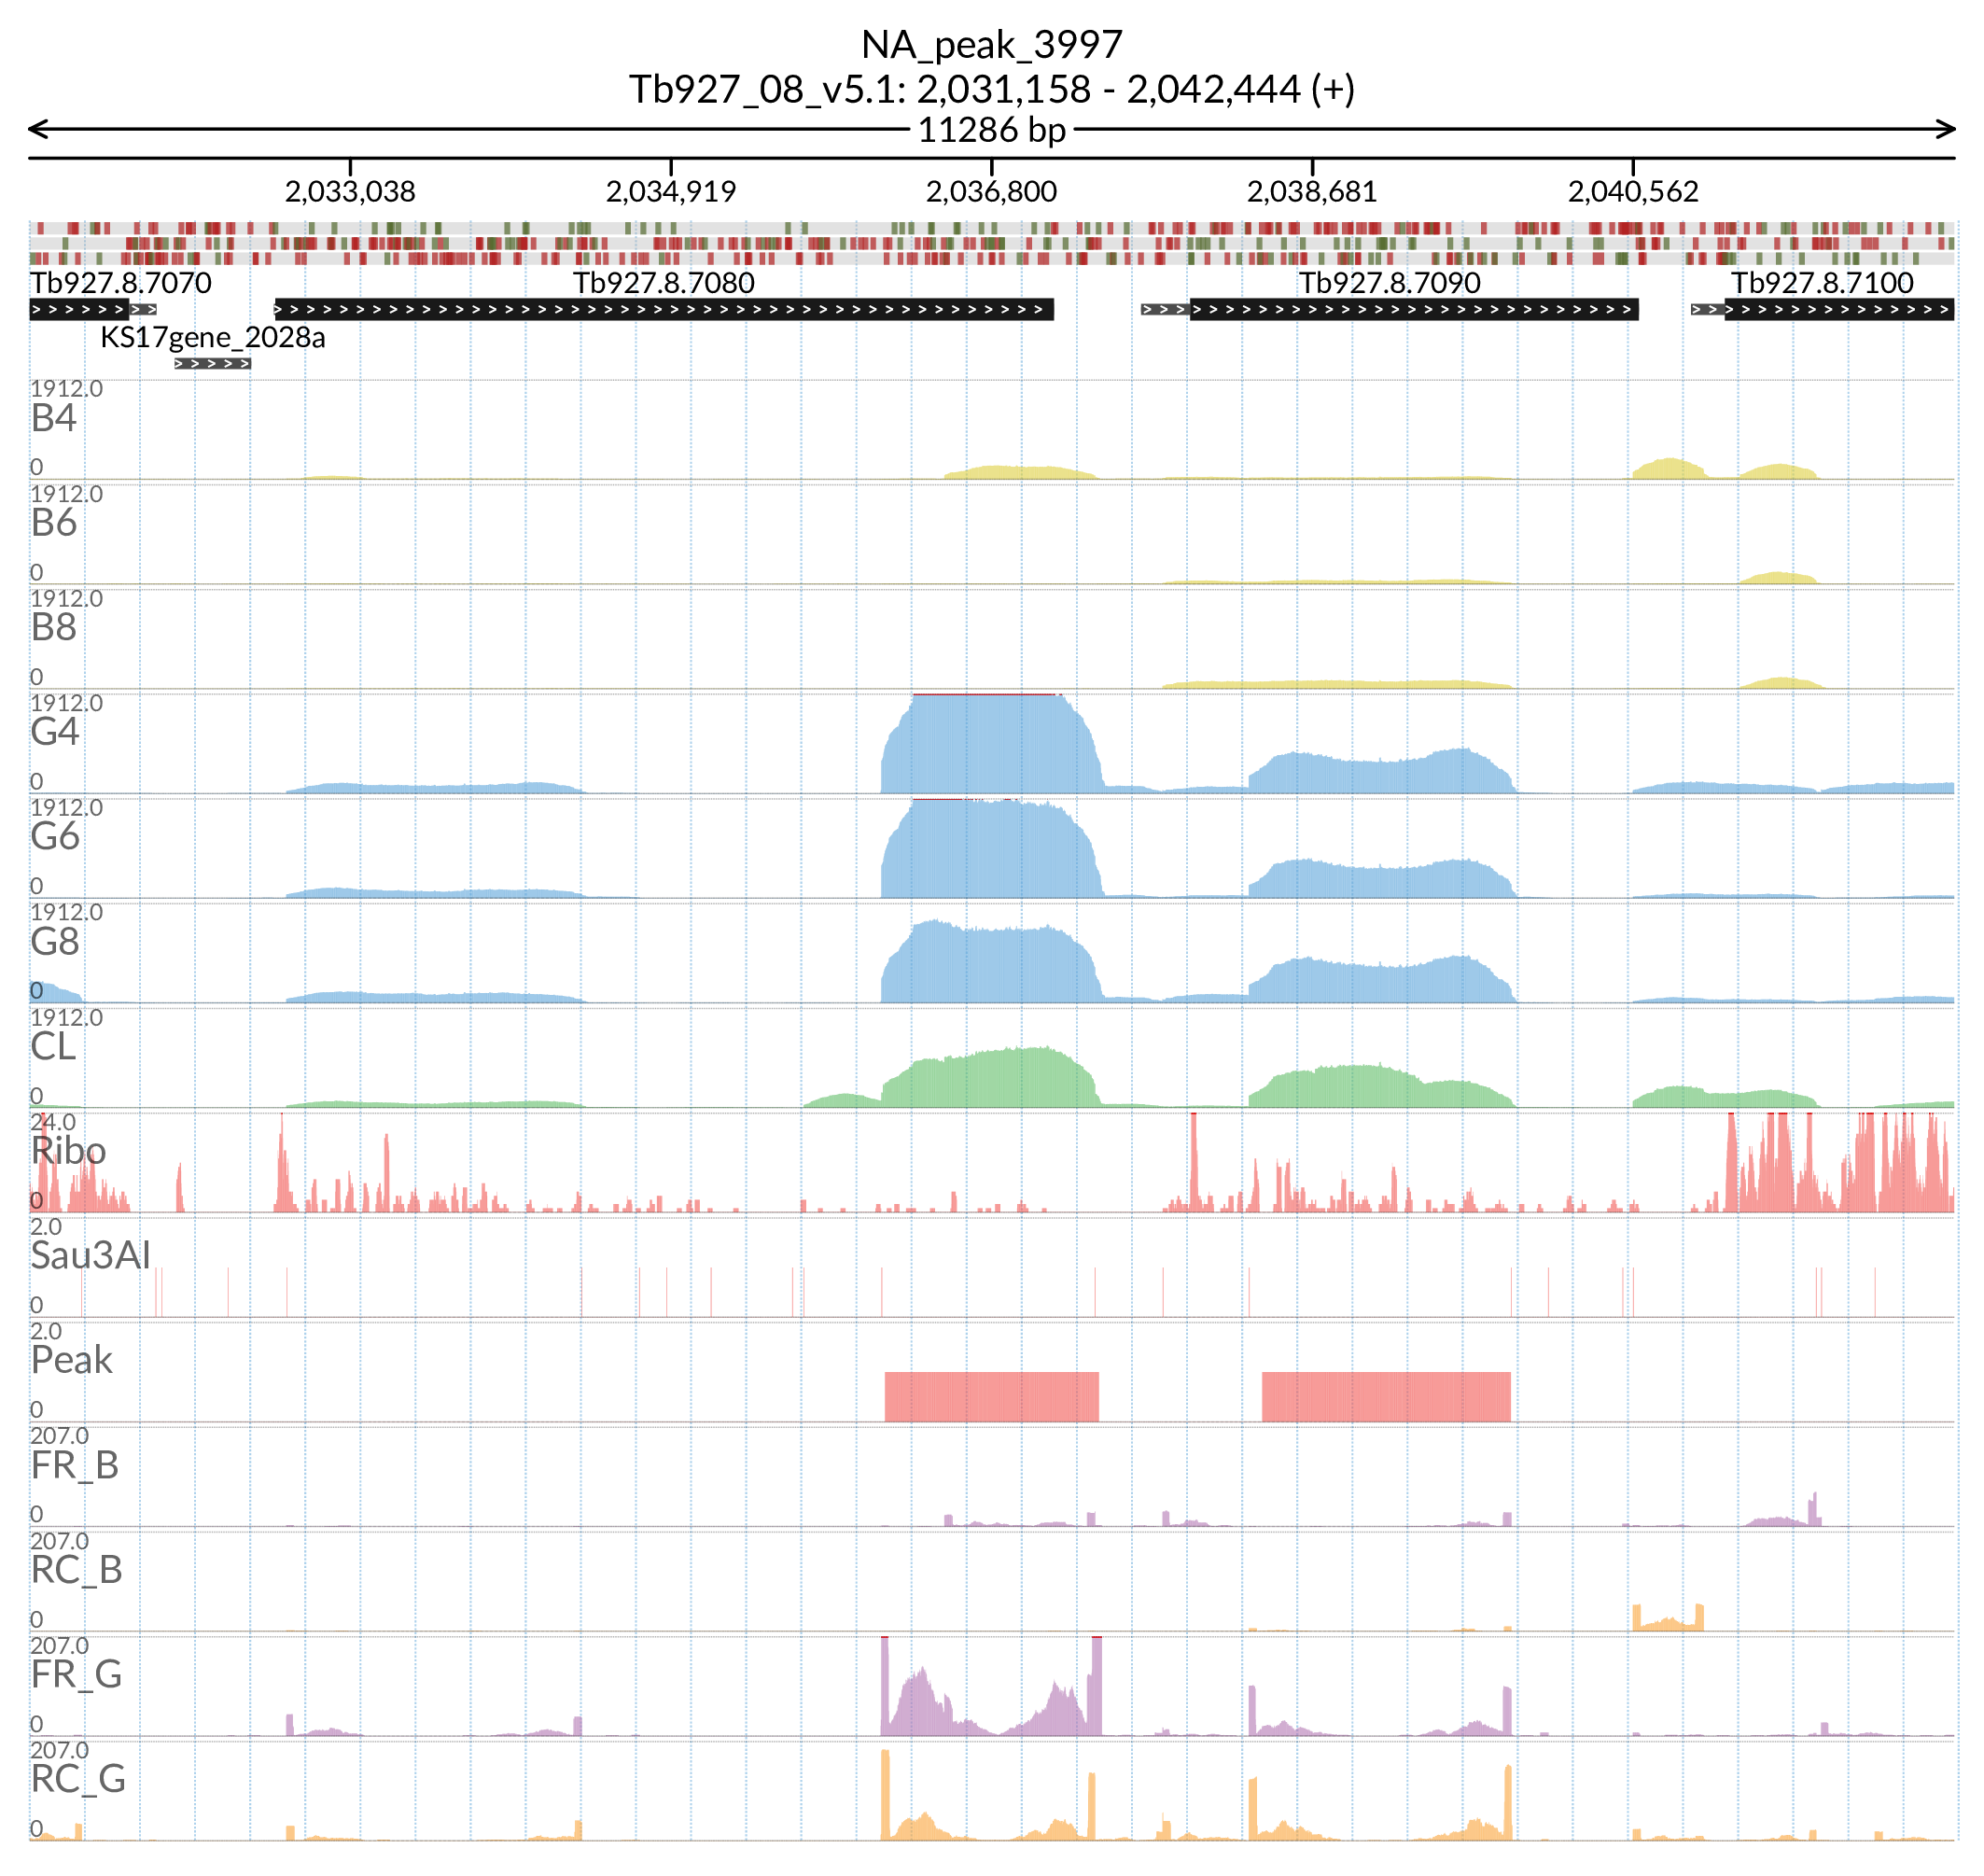 NA_peak_3997
Tb927_08_v5.1: 2,031,158 - 2,042,444 (+)
11286 bp
2,033,038 2,034,919 2,036,800 2,038,681 2,040,562
Tb927.8.7070 Tb927.8.7080 Tb927.8.7090 Tb927.8.7100
KS17gene_2028a
1912.0
B4
0
1912.0
B6
0
1912.0
B8
0
1912.0
G4
0
1912.0
G6
0
1912.0
G8
0
1912.0
CL
0
24.0
Ribo
0
2.0
Sau3AI
0
2.0
Peak
0
207.0
FR_B
0
207.0
RC_B
0
207.0
FR_G
0
207.0
RC_G
0